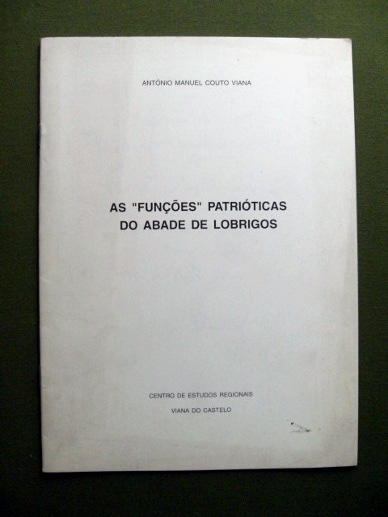 ANTÓNIO MANUEL COUTO VIANA
AS "FUNÇÕES" PATRIÓTICAS
DO ABADE DE LOBRIGOS
CENTRO DE ESTUDOS REGIONAIS
VIANA DO CASTELO